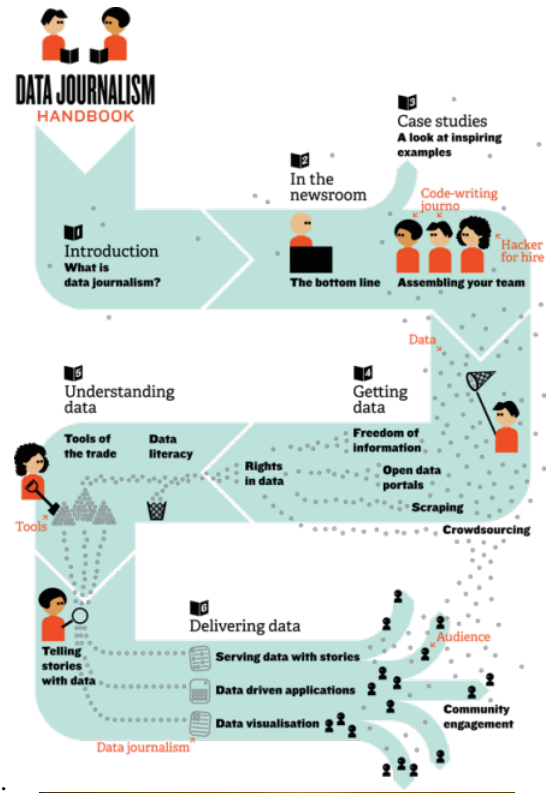 DATA JOURNALISM
HANDBOOK
3
Case studies
A look at inspiring
examples
2
In the
newsroom
Code-writing
journo
1
Introduction
What is
data journalism?
Hacker
for hire
The bottom line
Assembling your team
Data
5
Understanding
data
4
Getting
data
Tools of
the trade
Data
literacy
Freedom of
information
Rights
in data
Open data
portals
Scraping
Tools
Crowdsourcing
6
Delivering data
Audience
Telling
stories
with data
Serving data with stories
Data driven applications
Community
engagement
Data visualisation
Data journalism